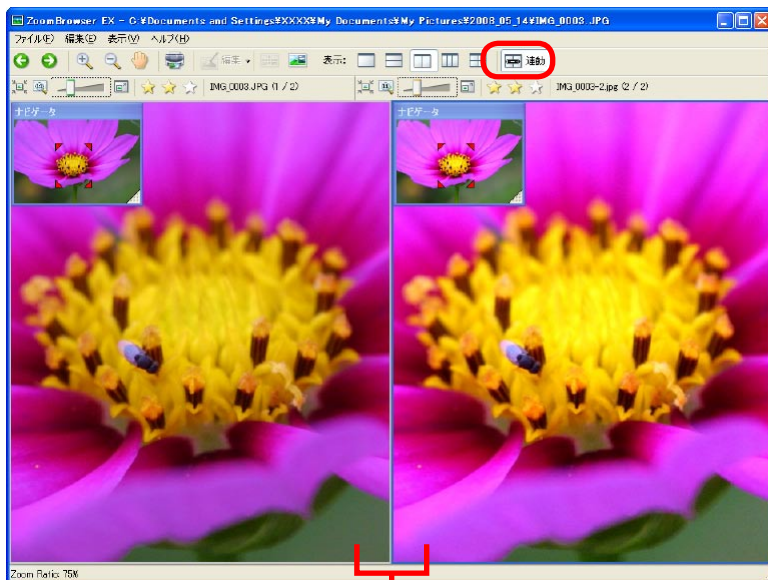 ZoomBrowser EX - C:¥Documents and Settings¥XXXX¥My Documents¥My Pictures¥2008_05_14¥IMG_0003.JPG
ファイル(F) 編集(E) 表示(V) ヘルプ(H)
編集 表示: 連動
IMG_0003.JPG (1 / 2) IMG_0003-2.jpg (2 / 2)
ナビゲータ ナビゲータ
Zoom Ratio: 75%